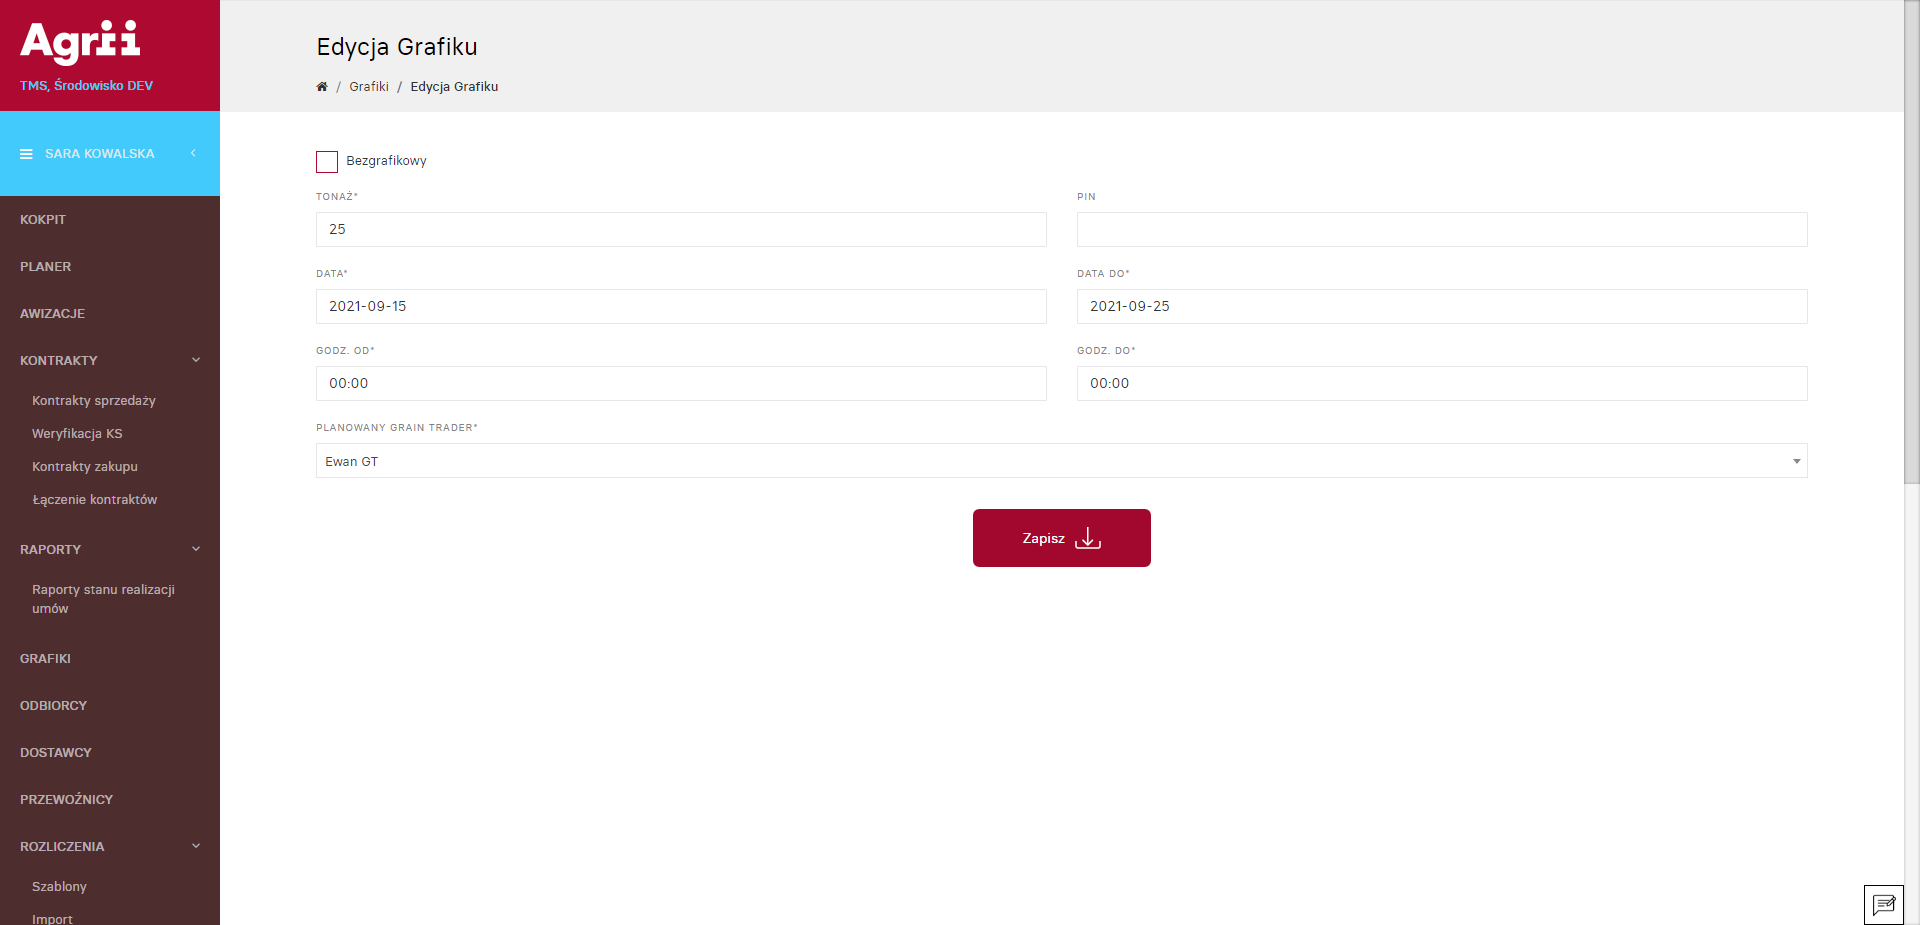 Agrii
TMS, Środowisko DEV
SARA KOWALSKA
KOKPIT
PLANER
AWIZACJE
KONTRAKTY
Kontrakty sprzedaży
Weryfikacja KS
Kontrakty zakupu
Łączenie kontraktów
RAPORTY
Raporty stanu realizacji
umów
GRAFIKI
ODBIORCY
DOSTAWCY
PRZEWOŹNICY
ROZLICZENIA
Szablony
Import
Edycja Grafiku
/ Grafiki / Edycja Grafiku
Bezgrafikowy
TONAŻ*
25
PIN
DATA*
2021-09-15
DATA DO*
2021-09-25
GODZ. OD*
00:00
GODZ. DO*
00:00
PLANOWANY GRAIN TRADER*
Ewan GT
Zapisz